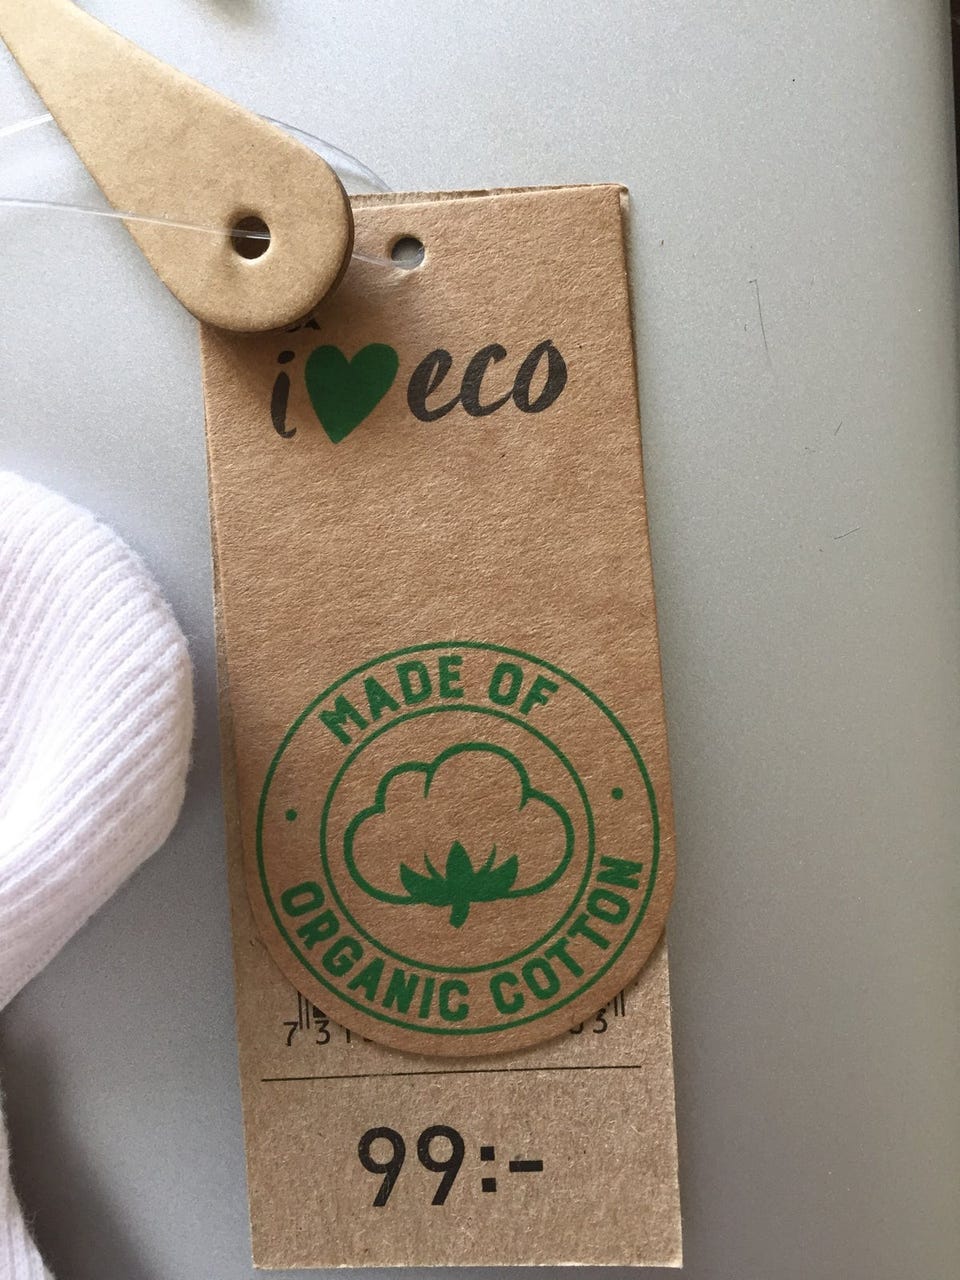 i eco
MADE OF
ORGANIC COTTON
99:-